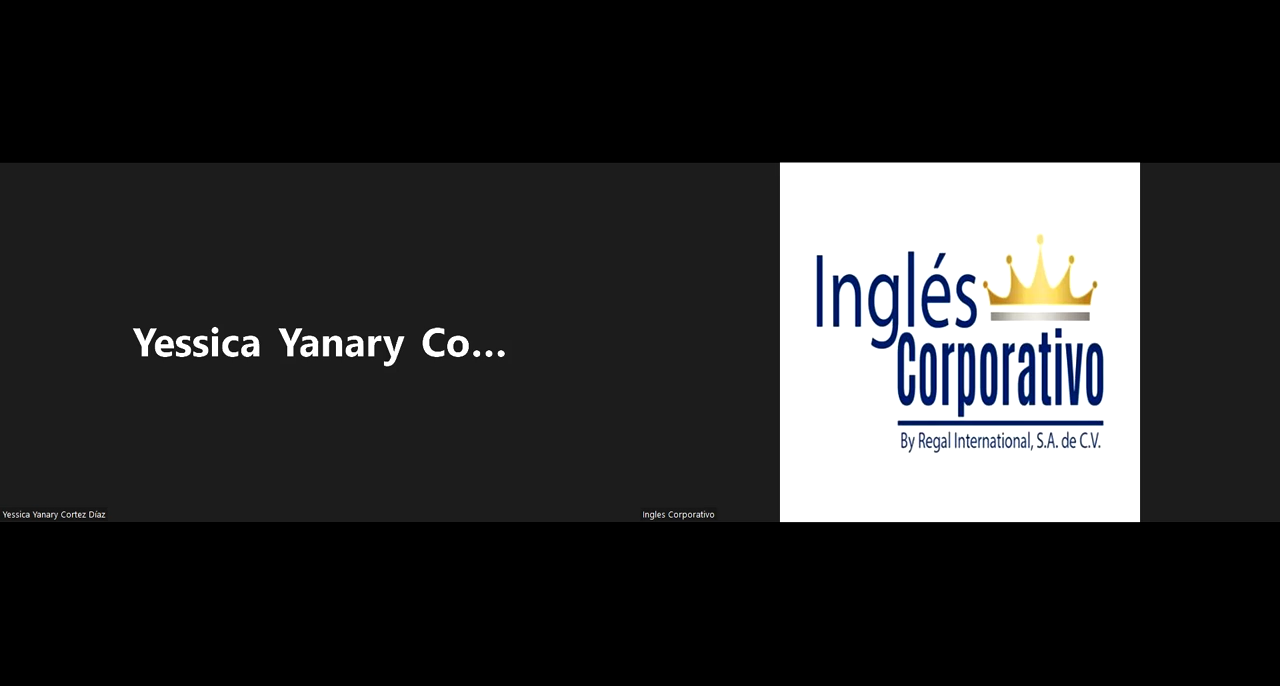 Yessica Yanary Co...
Inglés
Corporativo
By Regal International, S.A. de C.V.
Yessica Yanary Cortez Díaz
Ingles Corporativo